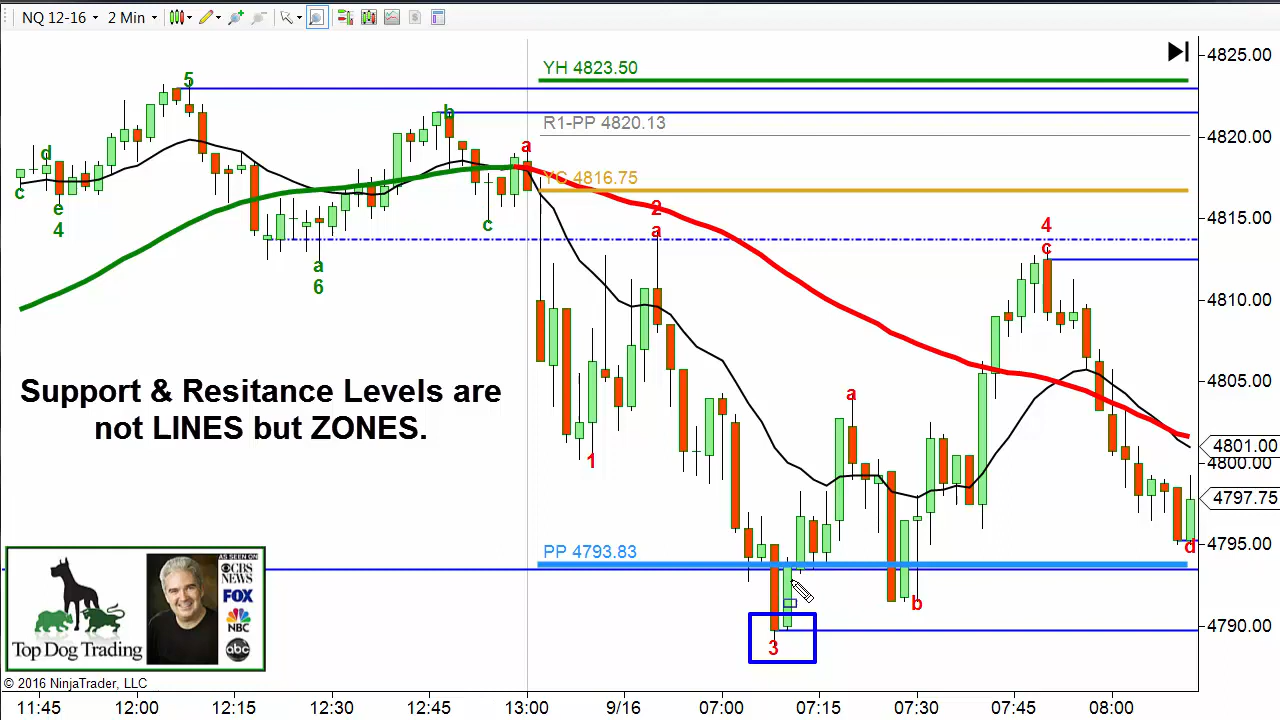 NQ 12-16 2 Min
YH 4823.50
R1-PP 4820.13
YC 4816.75
PP 4793.83
5
d
c
e
4
a
6
b
c
a
1
2
a
3
a
b
4
c
d
Support & Resitance Levels are
not LINES but ZONES.
4825.00
4820.00
4815.00
4810.00
4805.00
4801.00
4800.00
4797.75
4795.00
4790.00
AS SEEN ON
CBS
NEWS
FOX
NBC
abc
Top Dog Trading
© 2016 NinjaTrader, LLC
11:45 12:00 12:15 12:30 12:45 13:00 9/16 07:00 07:15 07:30 07:45 08:00